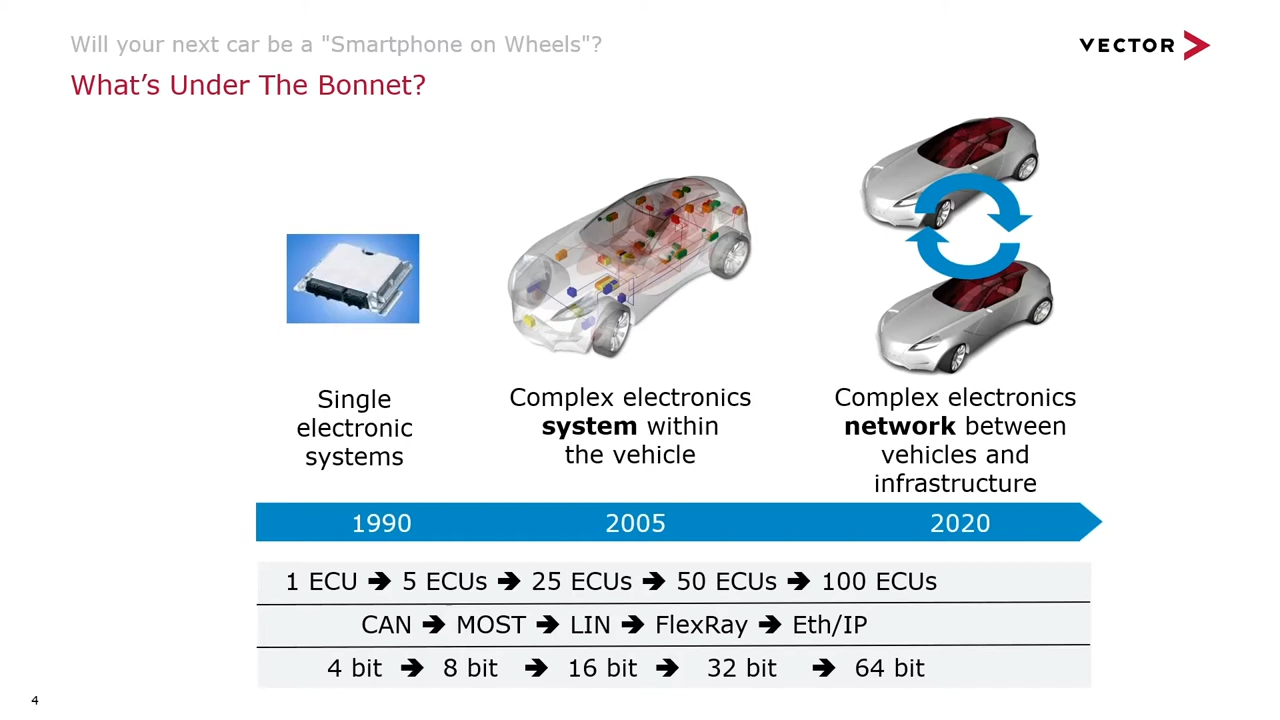 Will your next car be a "Smartphone on Wheels"?
VECTOR
What’s Under The Bonnet?
Single
electronic
systems
Complex electronics
system within
the vehicle
Complex electronics
network between
vehicles and
infrastructure
1990 2005 2020
1 ECU → 5 ECUs → 25 ECUs → 50 ECUs → 100 ECUs
CAN → MOST → LIN → FlexRay → Eth/IP
4 bit → 8 bit → 16 bit → 32 bit → 64 bit
4